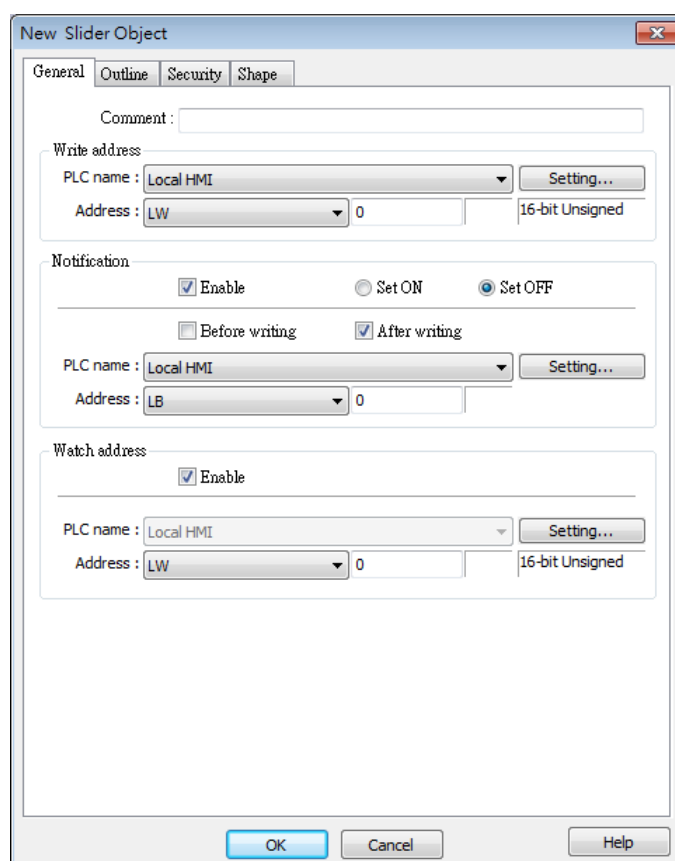 New Slider Object
General Outline Security Shape
Comment :
Write address
PLC name : Local HMI Setting...
Address : LW 0 16-bit Unsigned
Notification
Enable Set ON Set OFF
Before writing After writing
PLC name : Local HMI Setting...
Address : LB 0
Watch address
Enable
PLC name : Local HMI Setting...
Address : LW 0 16-bit Unsigned
OK Cancel Help